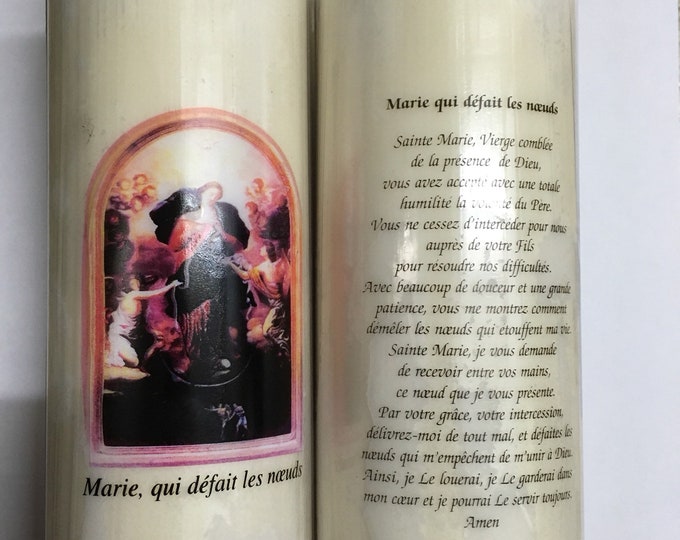 Marie, qui défait les nœuds
Marie qui défait les nœuds
Sainte Marie, Vierge comblée
de la présence de Dieu,
vous avez accepté avec une totale
humilité la volonté du Père.
Vous ne cessez d'intercéder pour nous
auprès de votre Fils
pour résoudre nos difficultés.
Avec beaucoup de douceur et une grande
patience, vous me montrez comment
démêler les nœuds qui etouffent ma vie.
Sainte Marie, je vous demande
de recevoir entre vos mains,
ce nœud que je vous présente.
Par votre grâce, votre intercession,
délivrez-moi de tout mal, et défaites les
nœuds qui m'empêchent de m'unir à Dieu.
Ainsi, je Le louerai, je Le garderai dans
mon cœur et je pourrai Le servir toujours.
Amen